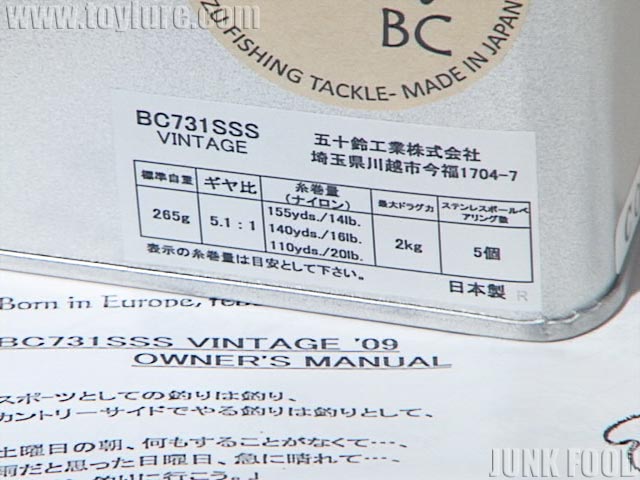 www.toylure.com
BC
ZU FISHING TACKLE- MADE IN JAPAN
BC731SSS
VINTAGE
五十鈴工業株式会社
埼玉県川越市今福1704-7
標準自重 ギヤ比 糸巻量(ナイロン) 最大ドラグ力 ステンレスボールベアリング数
265g 5.1:1 155yds./14lb. 140yds./16lb. 110yds./20lb. 2kg 5個
表示の糸巻量は目安として下さい。
日本製 R
Born in Europe,
BC731SSS VINTAGE '09
OWNER'S MANUAL
スポーツとしての釣りは釣り、
カントリーサイドでやる釣りは釣りとして、
土曜日の朝、何もすることがなくて…、
雨だと思った日曜日、急に晴れて…、
釣りに行こう。」
JUNK FOOD